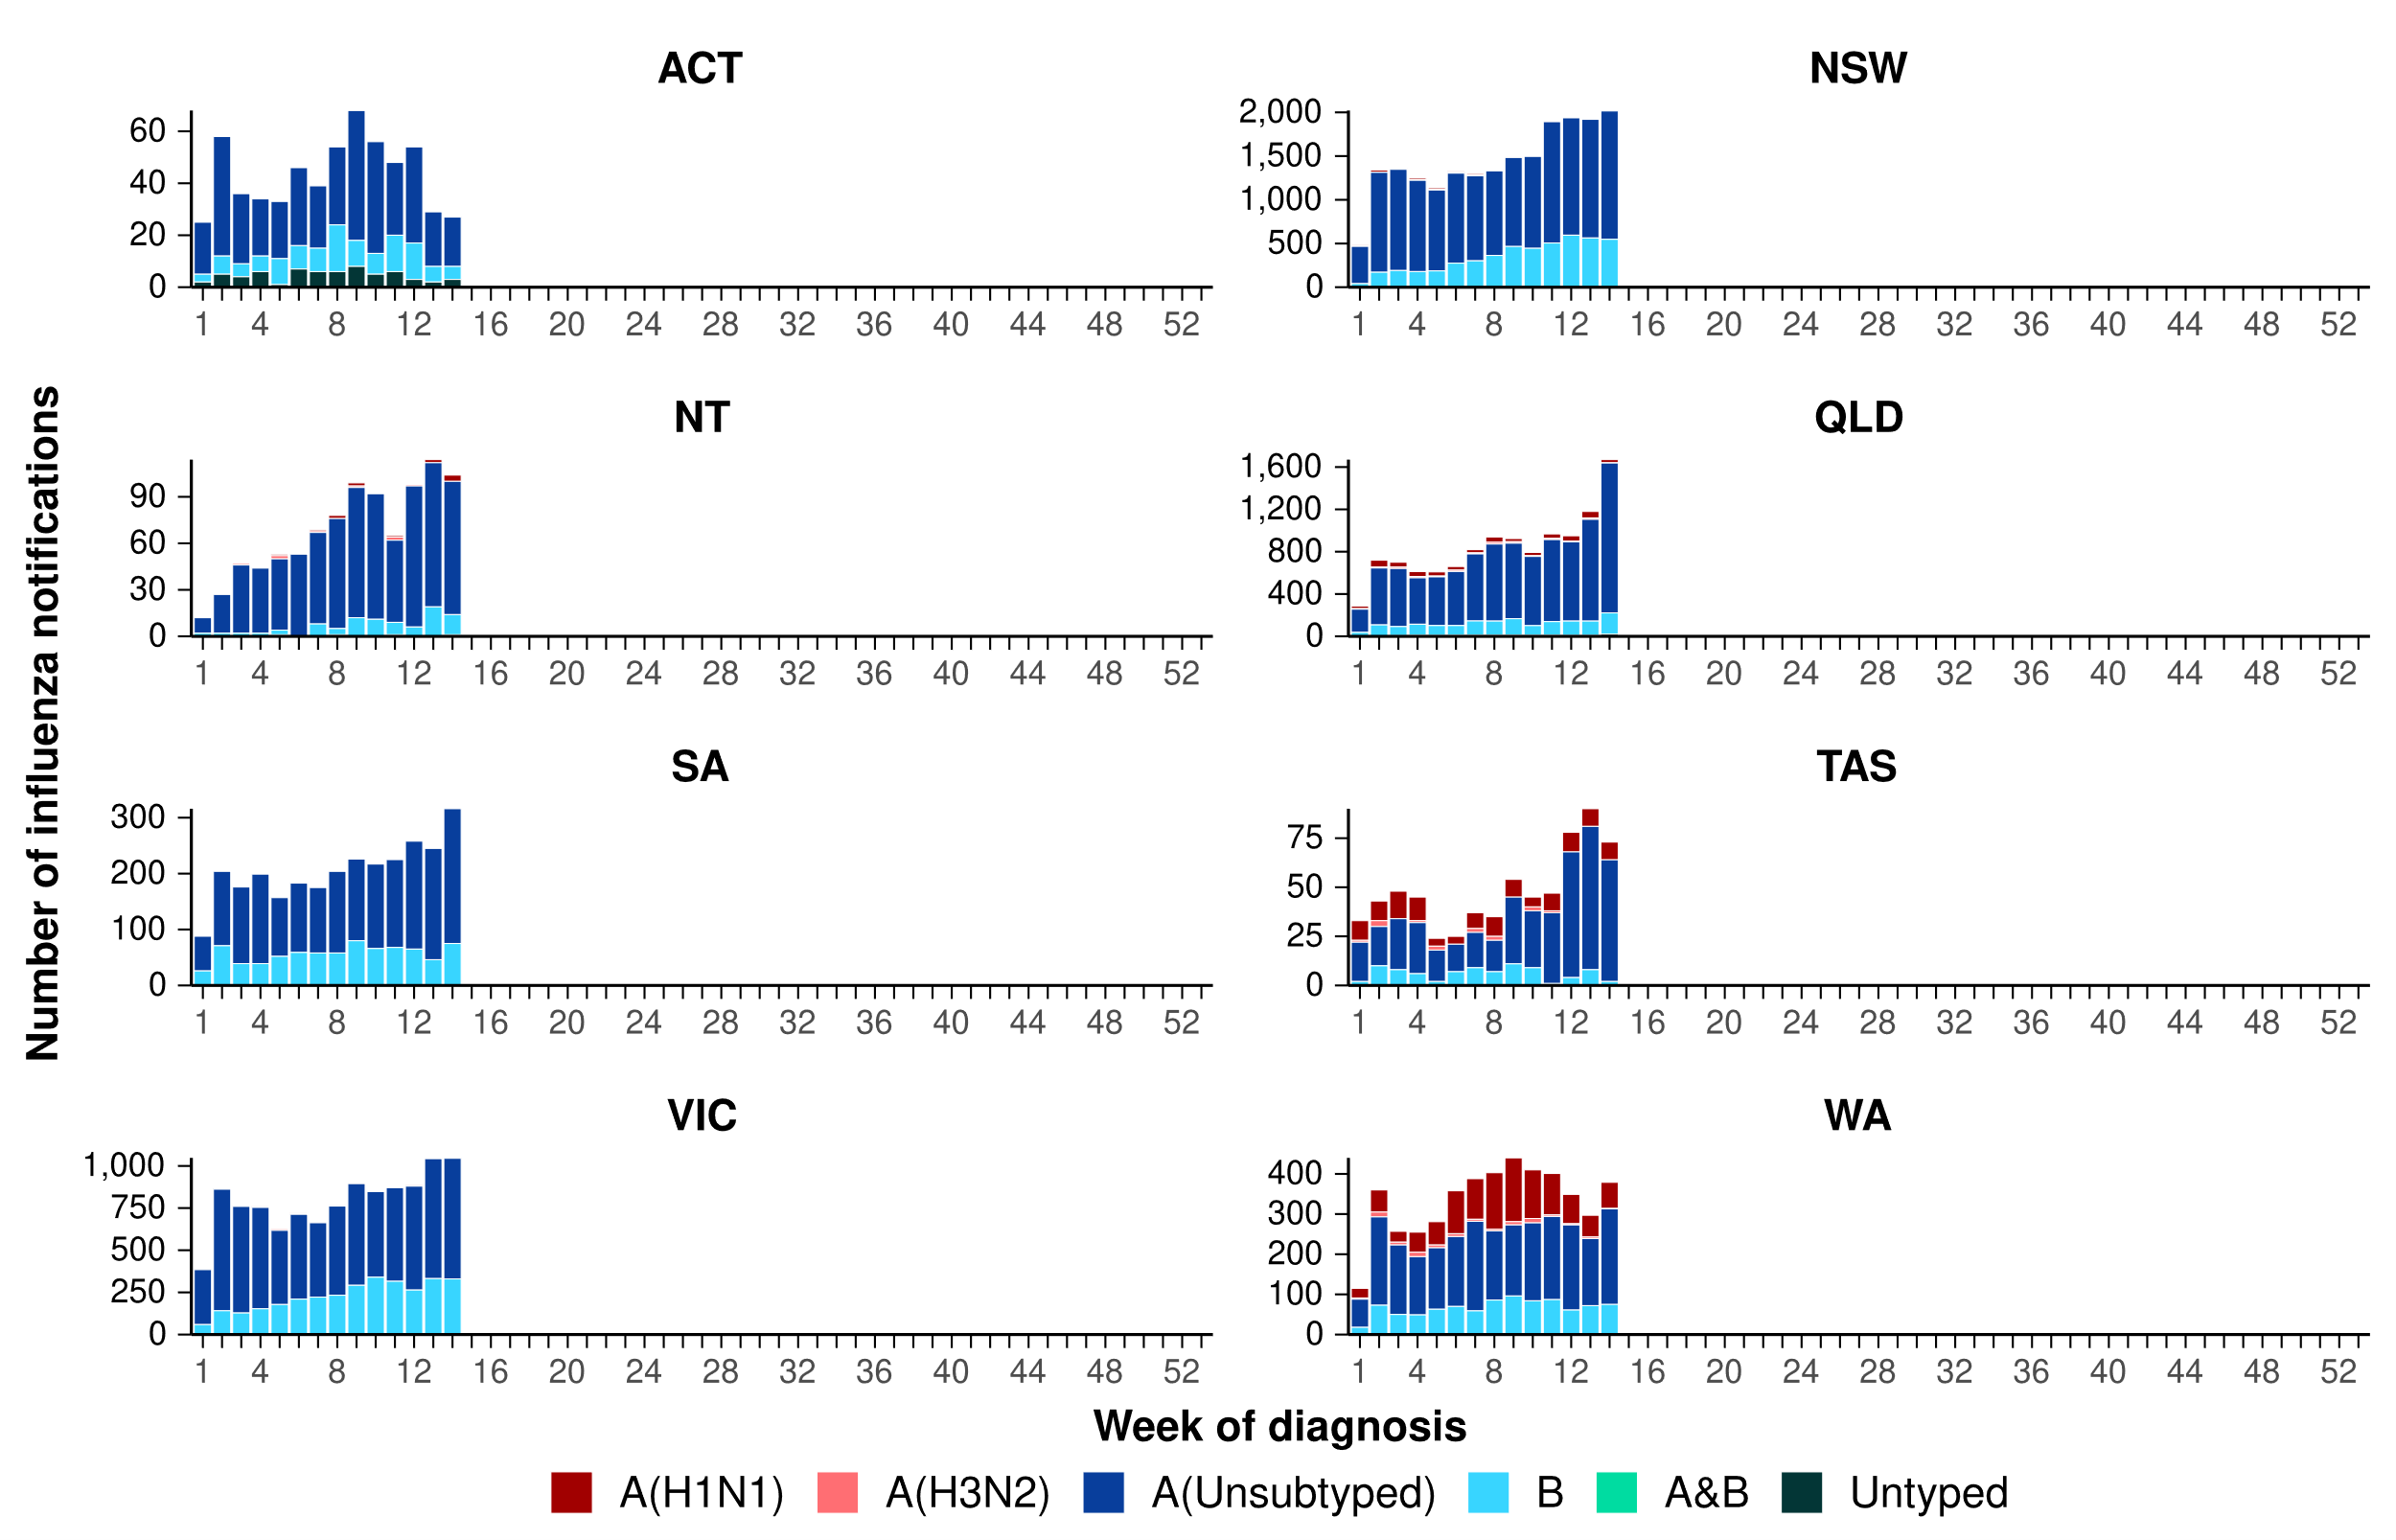 ACT
NSW
60
40
20
0
1 4 8 12 16 20 24 28 32 36 40 44 48 52
2,000
1,500
1,000
500
0
1 4 8 12 16 20 24 28 32 36 40 44 48 52
NT
QLD
90
60
30
0
1 4 8 12 16 20 24 28 32 36 40 44 48 52
1,600
1,200
800
400
0
1 4 8 12 16 20 24 28 32 36 40 44 48 52
Number of influenza notifications
SA
TAS
300
200
100
0
1 4 8 12 16 20 24 28 32 36 40 44 48 52
75
50
25
0
1 4 8 12 16 20 24 28 32 36 40 44 48 52
VIC
WA
1,000
750
500
250
0
1 4 8 12 16 20 24 28 32 36 40 44 48 52
400
300
200
100
0
1 4 8 12 16 20 24 28 32 36 40 44 48 52
Week of diagnosis
A(H1N1) A(H3N2) A(Unsubtyped) B A&B Untyped